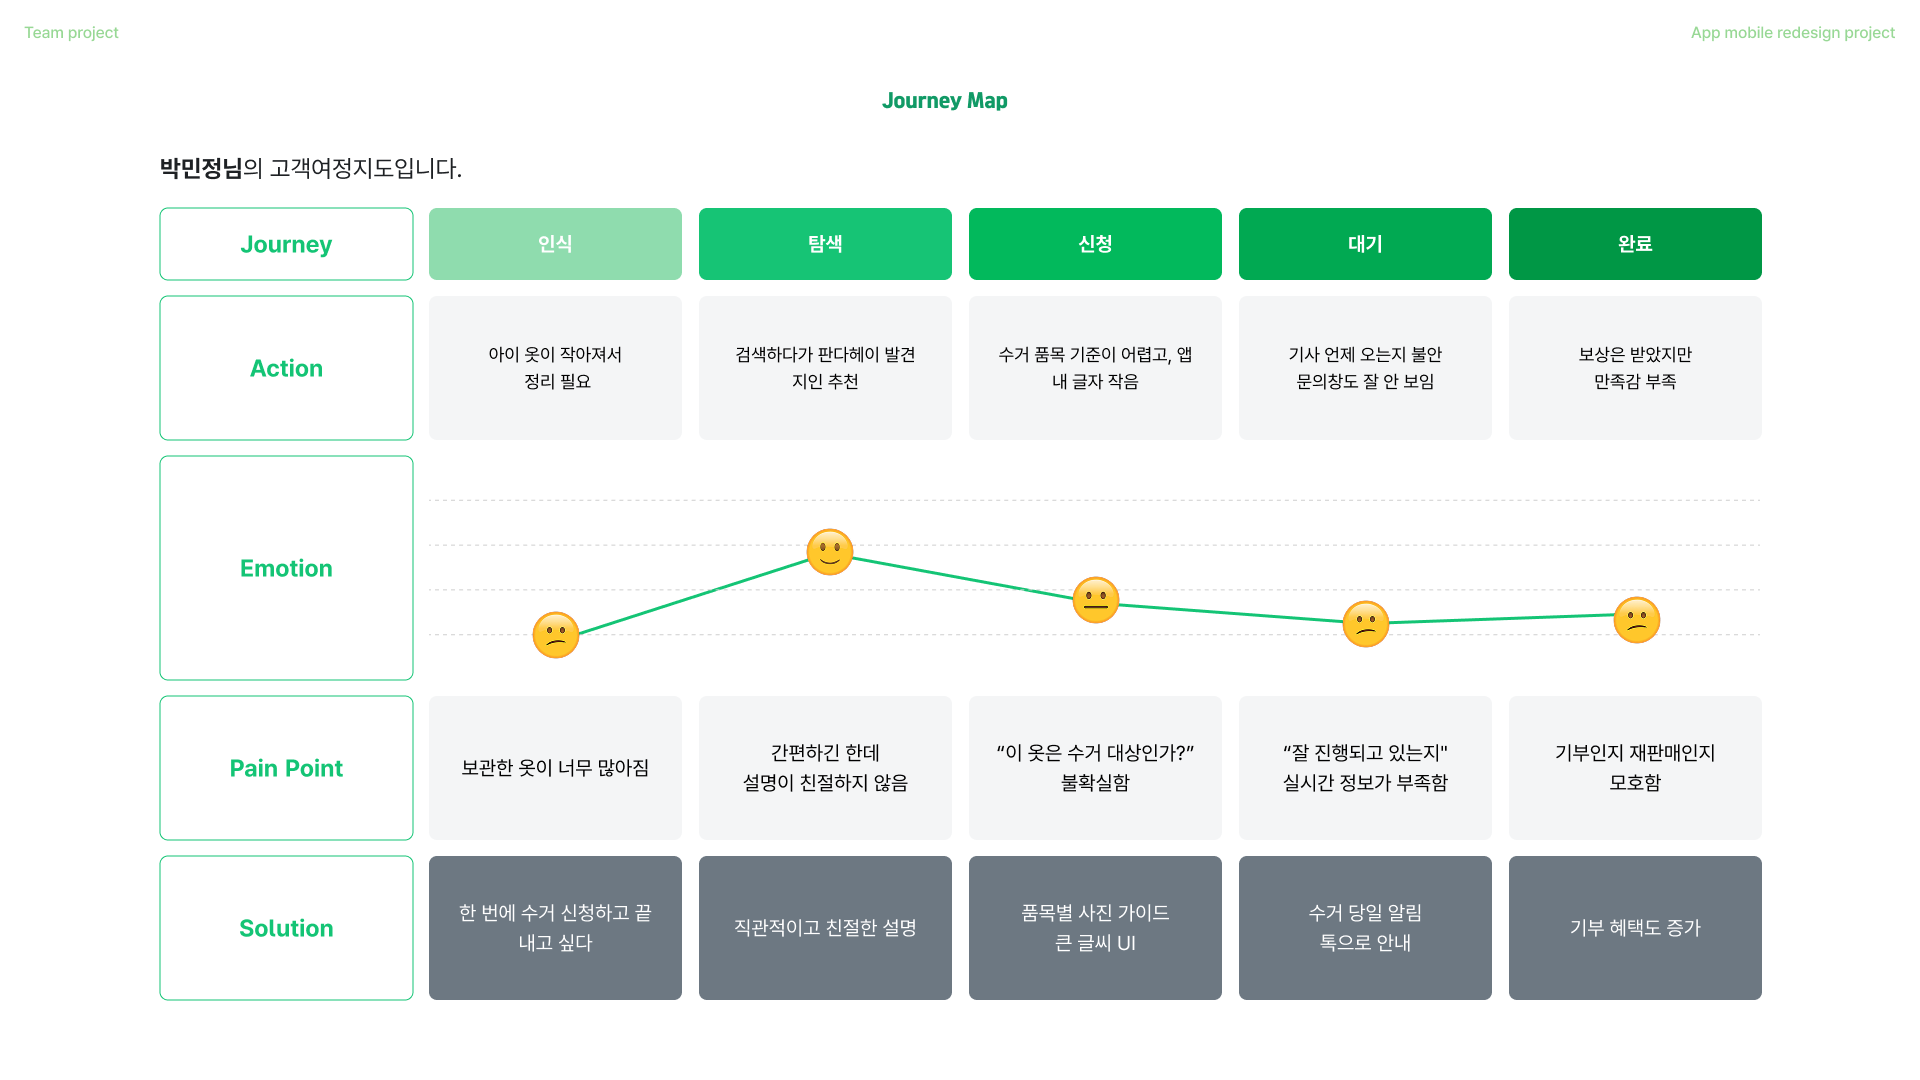 Team project
App mobile redesign project
Journey Map
박민정님의 고객여정지도입니다.
Journey
인식
탐색
신청
대기
완료
Action
아이 옷이 작아져서
정리 필요
검색하다가 판다헤이 발견
지인 추천
수거 품목 기준이 어렵고, 앱
내 글자 작음
기사 언제 오는지 불안
문의창도 잘 안 보임
보상은 받았지만
만족감 부족
Emotion
Pain Point
보관한 옷이 너무 많아짐
간편하긴 한데
설명이 친절하지 않음
“이 옷은 수거 대상인가?”
불확실함
“잘 진행되고 있는지"
실시간 정보가 부족함
기부인지 재판매인지
모호함
Solution
한 번에 수거 신청하고 끝
내고 싶다
직관적이고 친절한 설명
품목별 사진 가이드
큰 글씨 UI
수거 당일 알림
톡으로 안내
기부 혜택도 증가